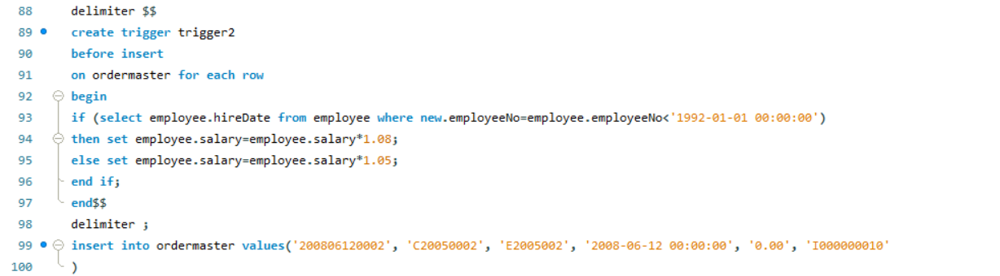 88 delimiter $$
89 create trigger trigger2
90 before insert
91 on ordermaster for each row
92 begin
93 if (select employee.hireDate from employee where new.employeeNo=employee.employeeNo<'1992-01-01 00:00:00')
94 then set employee.salary=employee.salary*1.08;
95 else set employee.salary=employee.salary*1.05;
96 end if;
97 end$$
98 delimiter ;
99 insert into ordermaster values('200806120002', 'C20050002', 'E2005002', '2008-06-12 00:00:00', '0.00', 'I000000010'
100 )